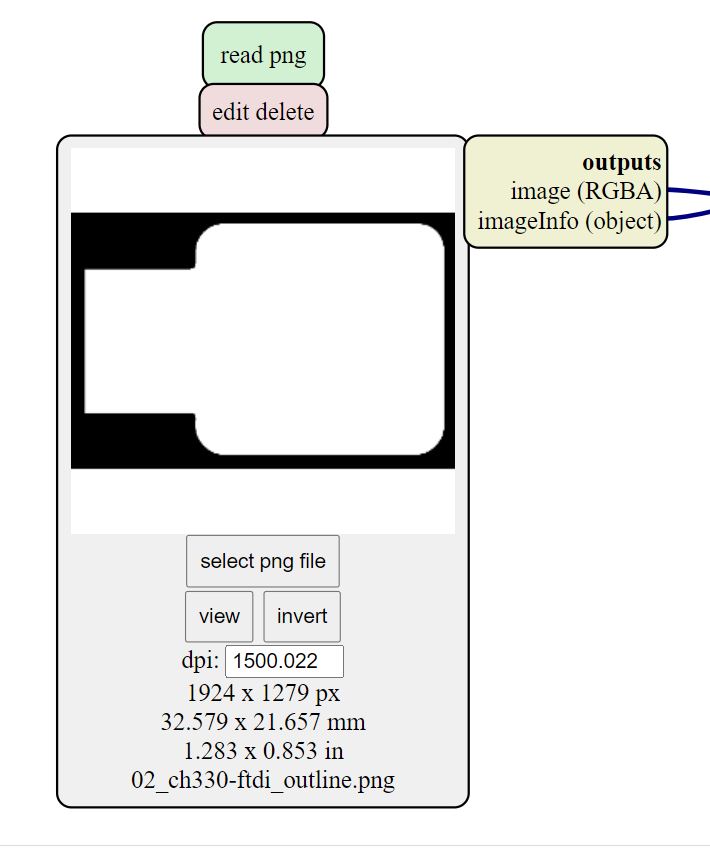 read png
edit delete
outputs
image (RGBA)
imageInfo (object)
select png file
view invert
dpi: 1500.022
1924 x 1279 px
32.579 x 21.657 mm
1.283 x 0.853 in
02_ch330-ftdi_outline.png